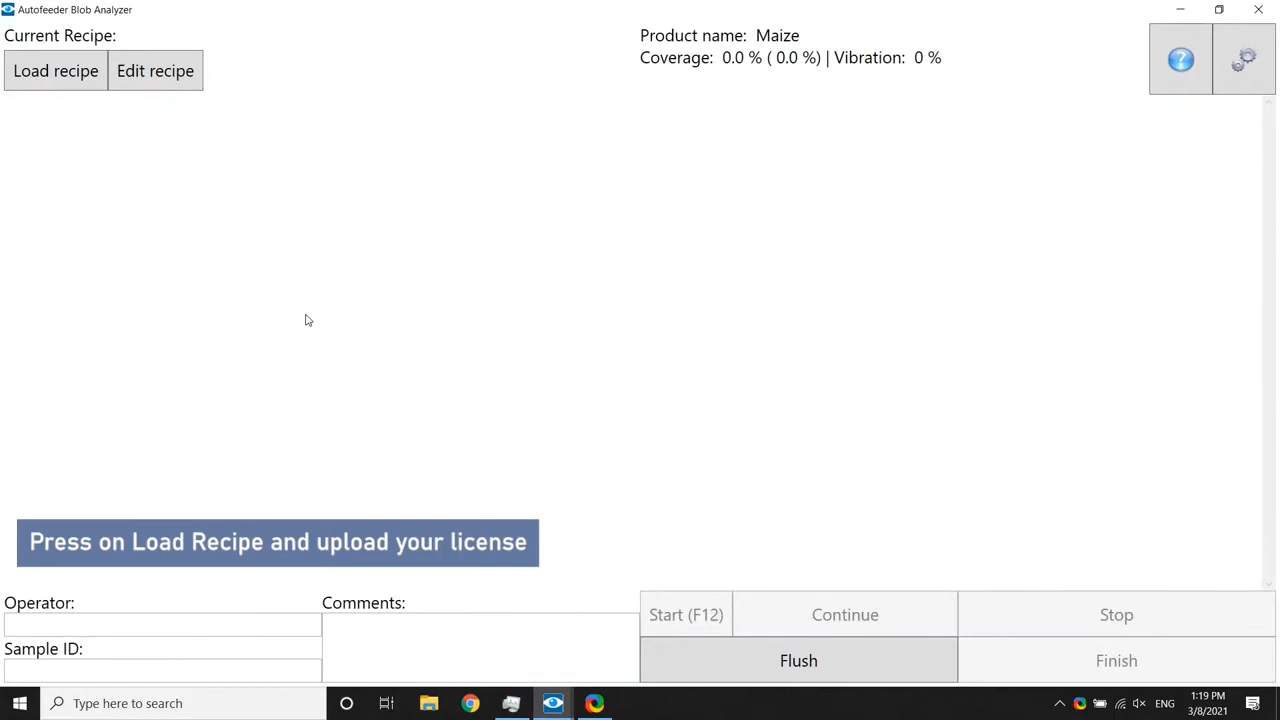 Autofeeder Blob Analyzer
Current Recipe:
Load recipe
Edit recipe
Product name: Maize
Coverage: 0.0 % ( 0.0 %) | Vibration: 0 %
?
Press on Load Recipe and upload your license
Operator:
Comments:
Sample ID:
Start (F12)
Continue
Stop
Flush
Finish
Type here to search
ENG
1:19 PM
3/8/2021